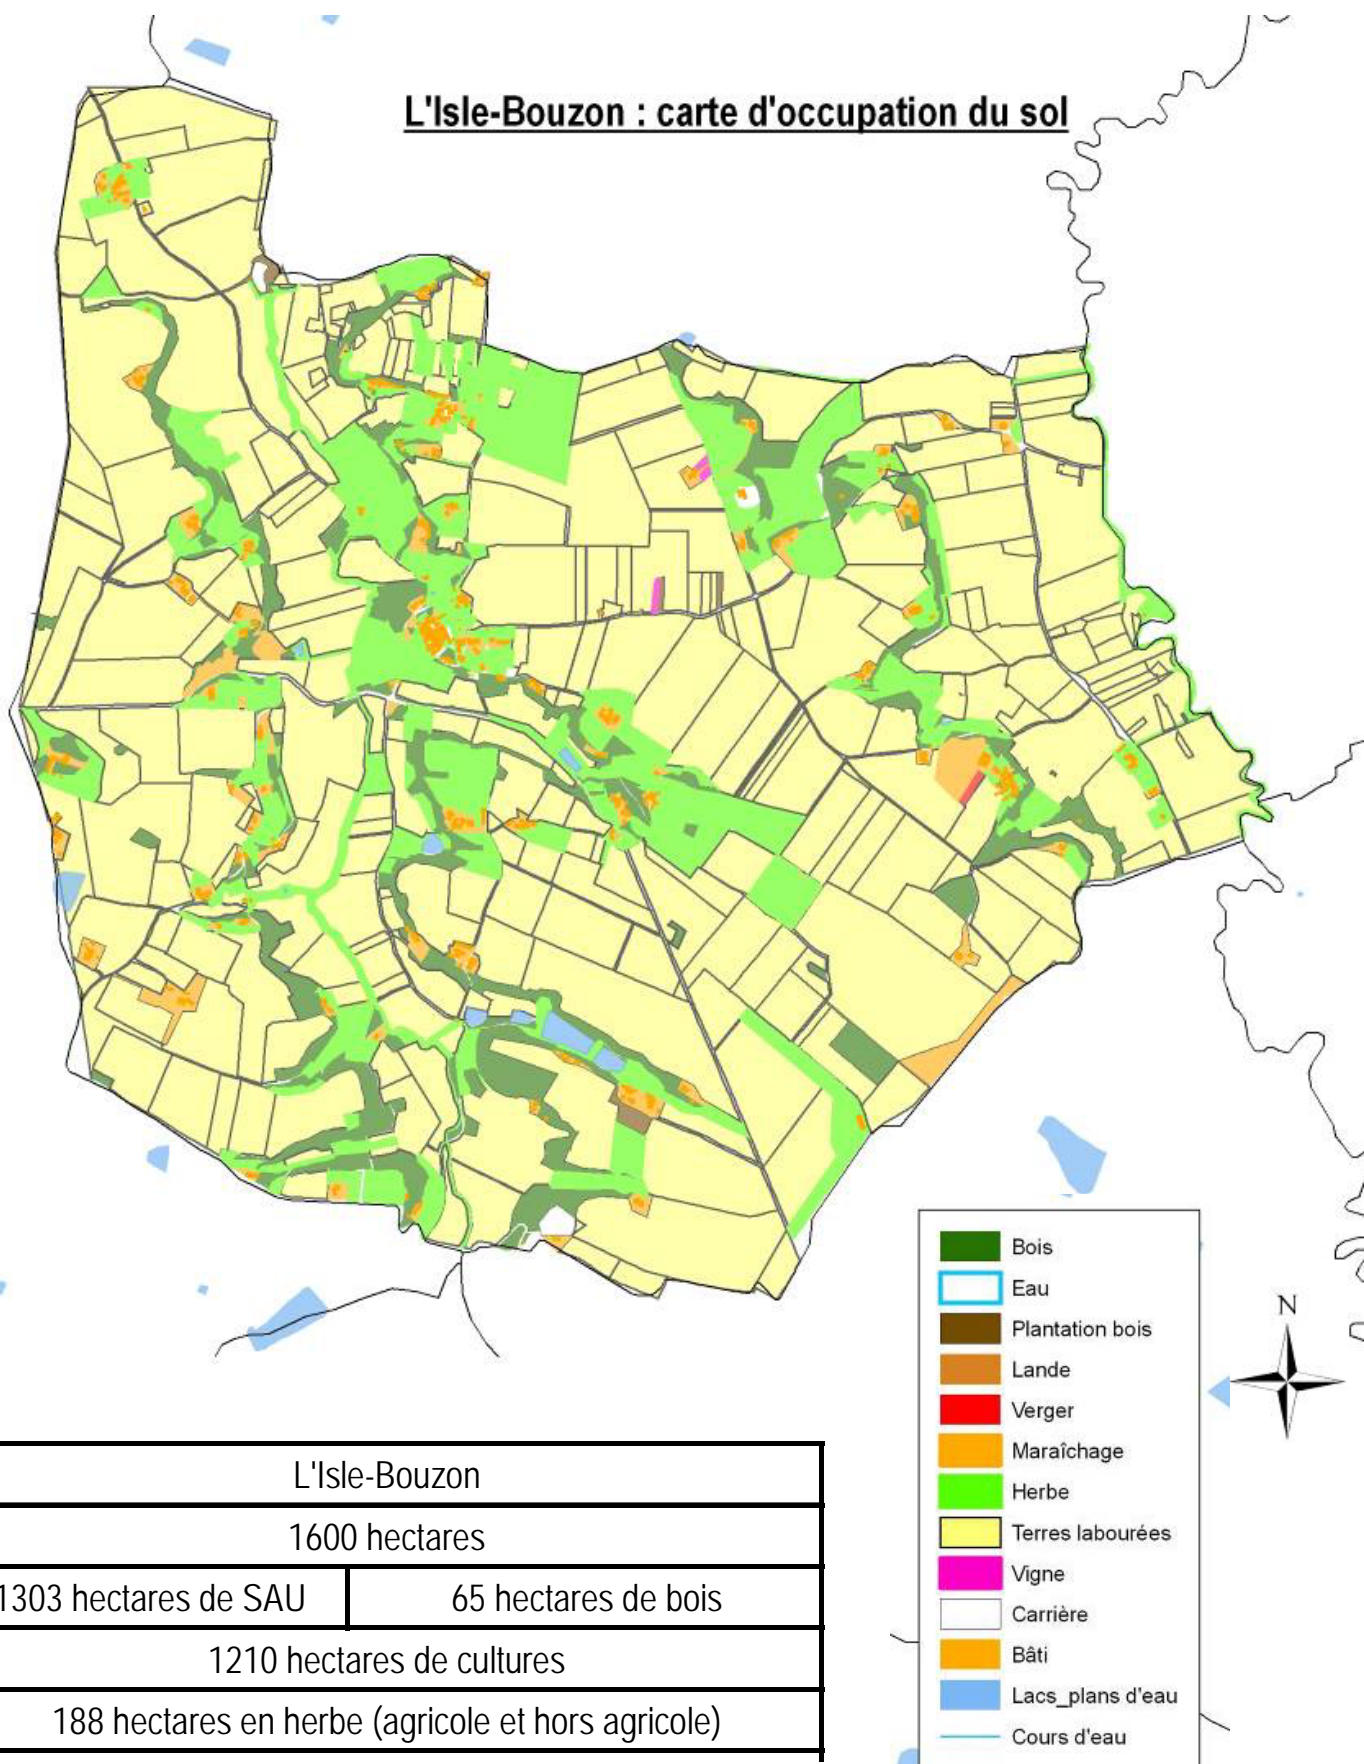 L'Isle-Bouzon : carte d'occupation du sol
Bois
Eau
Plantation bois
Lande
Verger
Maraîchage
Herbe
Terres labourées
Vigne
Carrière
Bâti
Lacs_plans d'eau
Cours d'eau
N
L'Isle-Bouzon
1600 hectares
1303 hectares de SAU 65 hectares de bois
1210 hectares de cultures
188 hectares en herbe (agricole et hors agricole)